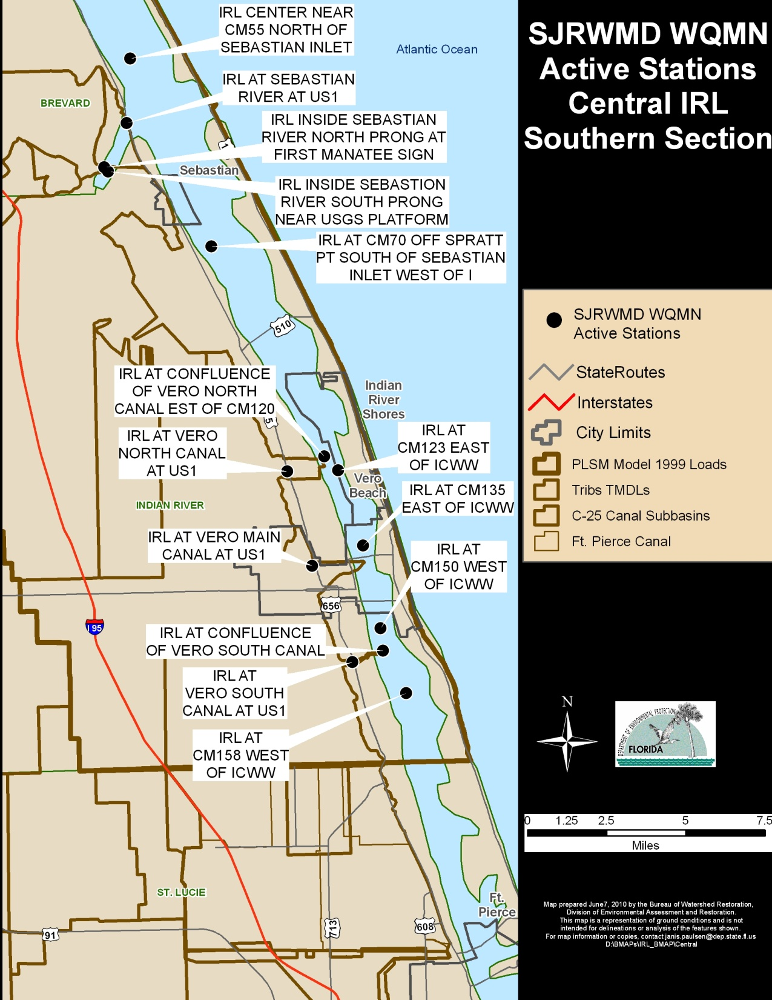 SJRWMD WQMN
Active Stations
Central IRL
Southern Section
IRL CENTER NEAR
CM55 NORTH OF
SEBASTIAN INLET
Atlantic Ocean
IRL AT SEBASTIAN
RIVER AT US1
BREVARD
IRL INSIDE SEBASTIAN
RIVER NORTH PRONG AT
FIRST MANATEE SIGN
Sebastian
IRL INSIDE SEBASTION
RIVER SOUTH PRONG
NEAR USGS PLATFORM
IRL AT CM70 OFF SPRATT
PT SOUTH OF SEBASTIAN
INLET WEST OF I
510
IRL AT CONFLUENCE
OF VERO NORTH
CANAL EST OF CM120
Indian
River
Shores
5
IRL AT VERO
NORTH CANAL
AT US1
IRL AT
CM123 EAST
OF ICWW
Vero
Beach
IRL AT CM135
EAST OF ICWW
INDIAN RIVER
IRL AT VERO MAIN
CANAL AT US1
IRL AT
CM150 WEST
OF ICWW
656
I 95
IRL AT CONFLUENCE
OF VERO SOUTH CANAL
IRL AT
VERO SOUTH
CANAL AT US1
IRL AT
CM158 WEST
OF ICWW
ST. LUCIE
Ft.
Pierce
91
713
608
SJRWMD WQMN
Active Stations
StateRoutes
Interstates
City Limits
PLSM Model 1999 Loads
Tribs TMDLs
C-25 Canal Subbasins
Ft. Pierce Canal
N
DEPARTMENT OF ENVIRONMENTAL PROTECTION
FLORIDA
0 1.25 2.5 5 7.5
Miles
Map prepared June7, 2010 by the Bureau of Watershed Restoration,
Division of Environmental Assessment and Restoration.
This map is a representation of ground conditions and is not
intended for delineations or analysis of the features shown.
For map information or copies, contact janis.paulsen@dep.state.fl.us
D:\BMAPs\IRL_BMAP\Central